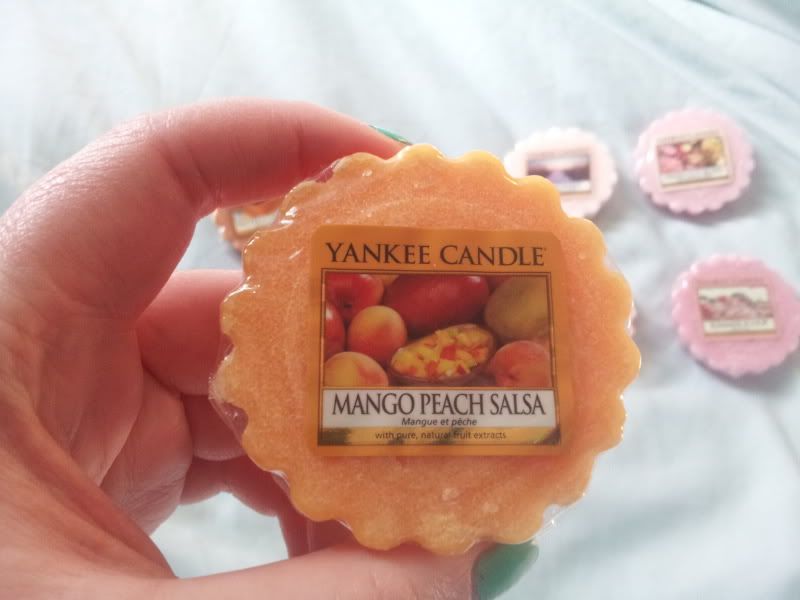 YANKEE CANDLE®
MANGO PEACH SALSA
Mangue et pêche
with pure, natural fruit extracts